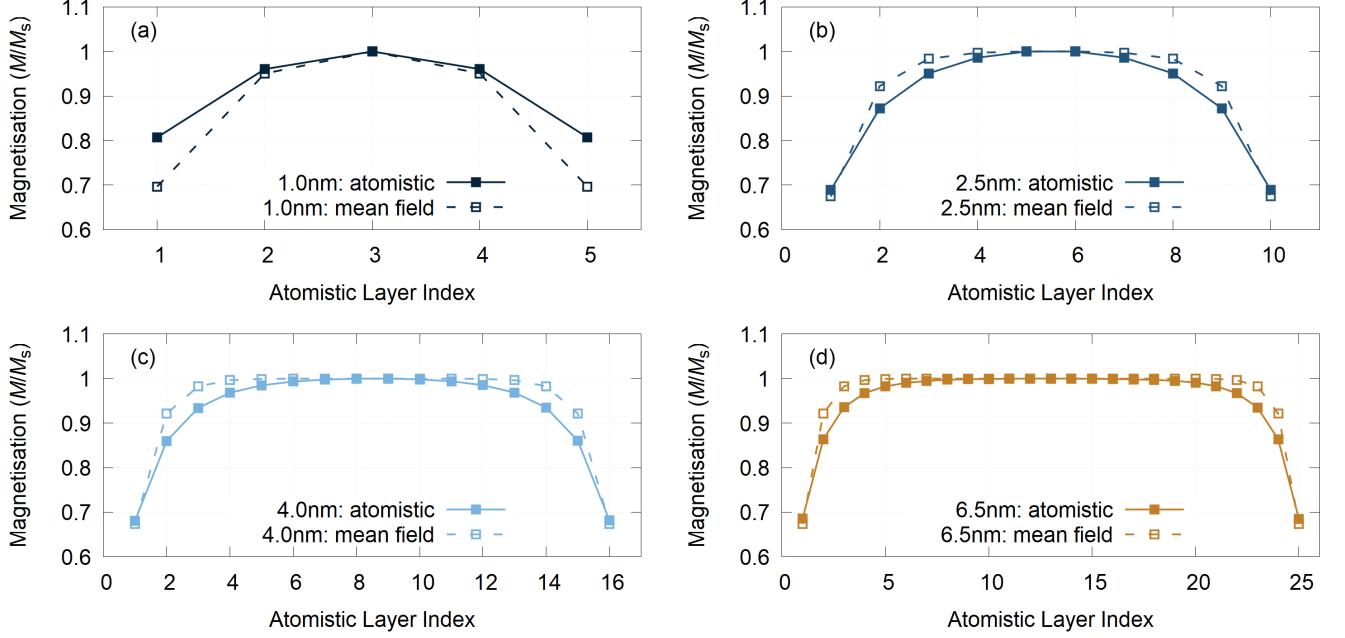 (a)
Magnetisation (M/Ms)
1.1
1
0.9
0.8
0.7
0.6
1.0nm: atomistic
1.0nm: mean field
1 2 3 4 5
Atomistic Layer Index
(b)
Magnetisation (M/Ms)
1.1
1
0.9
0.8
0.7
0.6
2.5nm: atomistic
2.5nm: mean field
0 2 4 6 8 10
Atomistic Layer Index
(c)
Magnetisation (M/Ms)
1.1
1
0.9
0.8
0.7
0.6
4.0nm: atomistic
4.0nm: mean field
0 2 4 6 8 10 12 14 16
Atomistic Layer Index
(d)
Magnetisation (M/Ms)
1.1
1
0.9
0.8
0.7
0.6
6.5nm: atomistic
6.5nm: mean field
0 5 10 15 20 25
Atomistic Layer Index